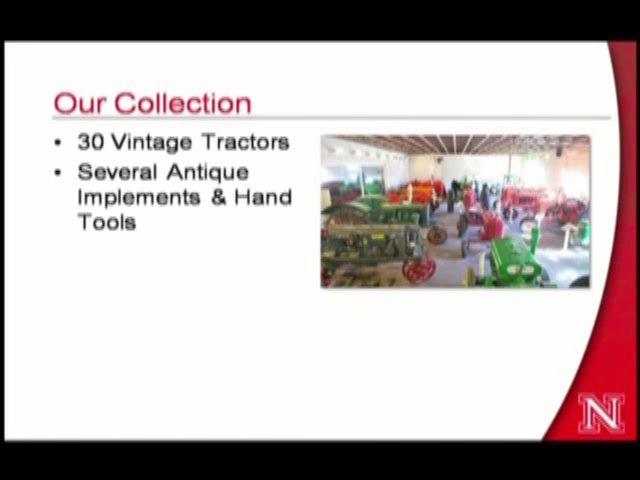 Our Collection
• 30 Vintage Tractors
• Several Antique
Implements & Hand
Tools
N